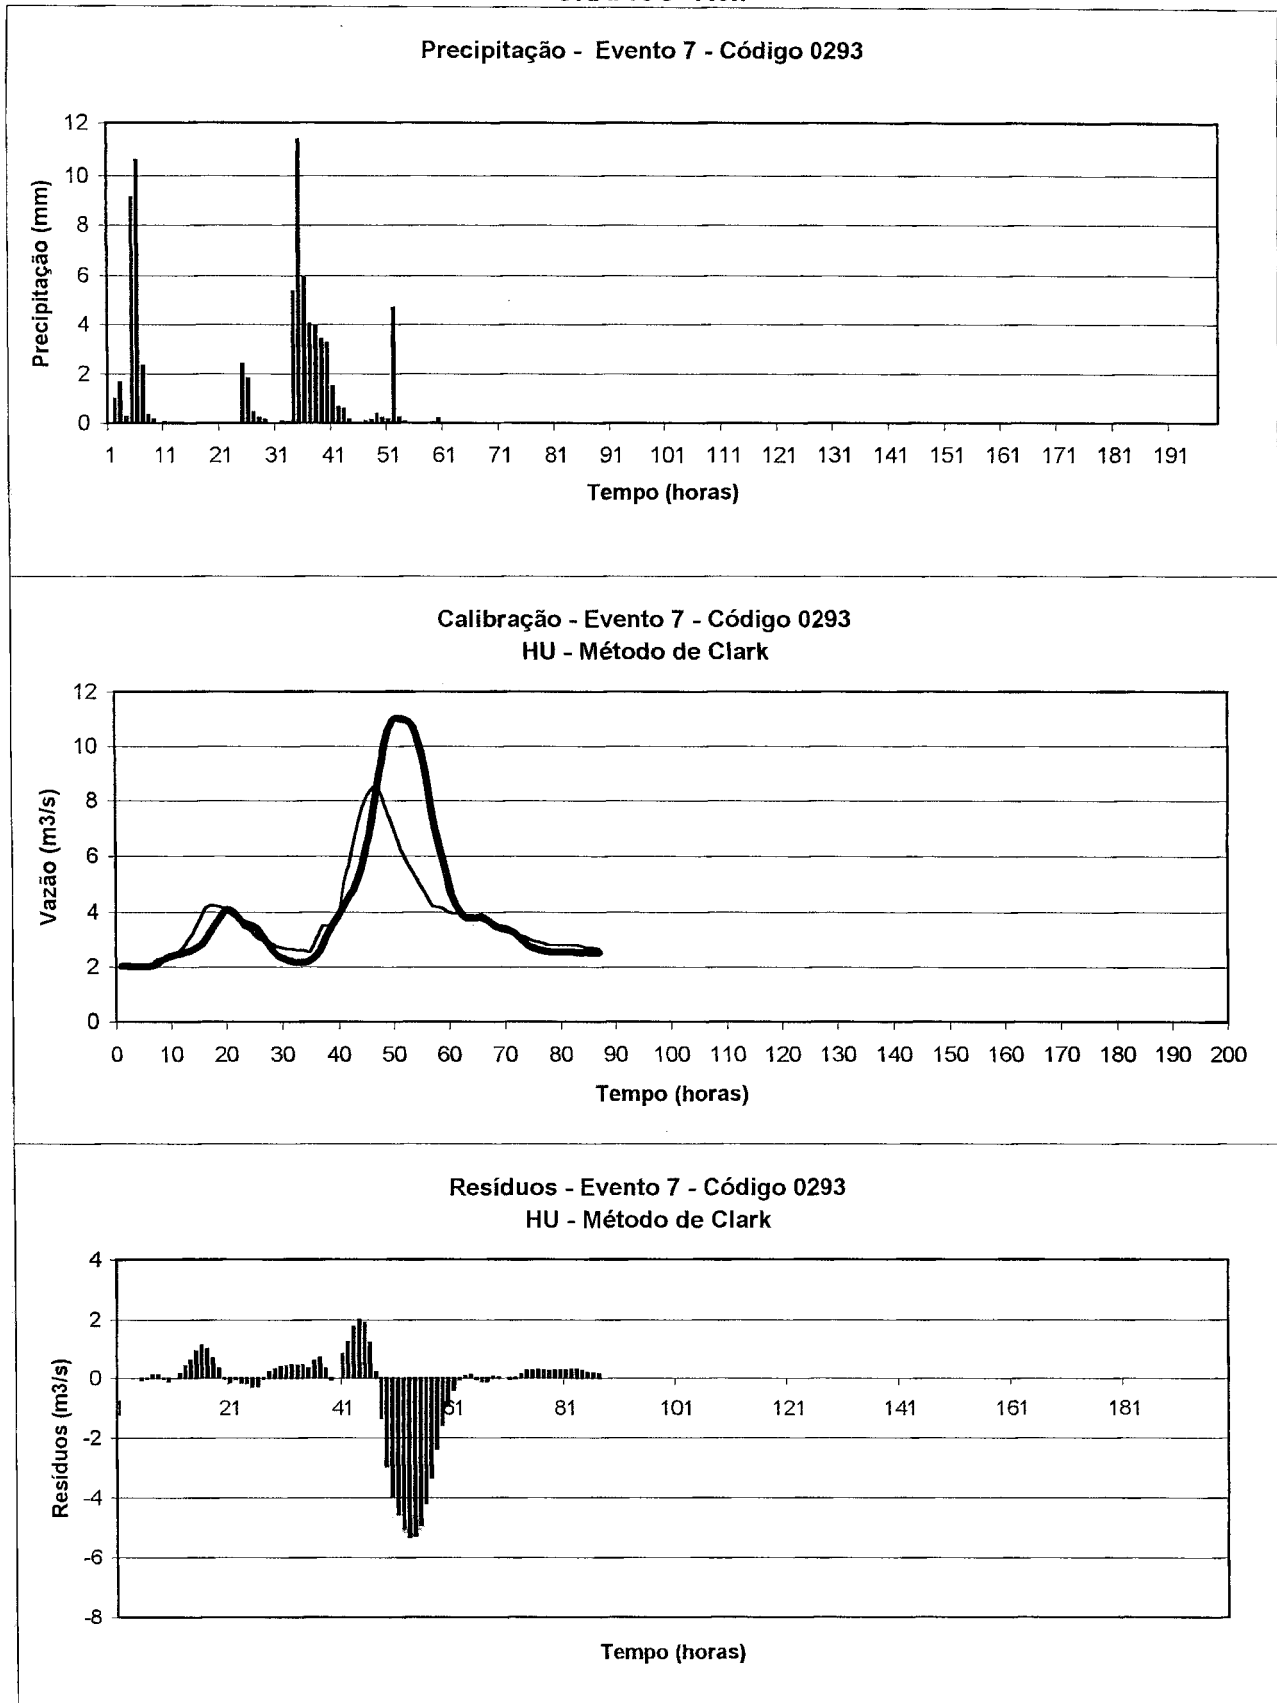 Precipitação - Evento 7 - Código 0293
Precipitação (mm)
12
10
8
6
4
2
0
1 11 21 31 41 51 61 71 81 91 101 111 121 131 141 151 161 171 181 191
Tempo (horas)
Calibração - Evento 7 - Código 0293
HU - Método de Clark
Vazão (m3/s)
12
10
8
6
4
2
0
0 10 20 30 40 50 60 70 80 90 100 110 120 130 140 150 160 170 180 190 200
Tempo (horas)
Resíduos - Evento 7 - Código 0293
HU - Método de Clark
Resíduos (m3/s)
4
2
0
-2
-4
-6
-8
1 21 41 61 81 101 121 141 161 181
Tempo (horas)